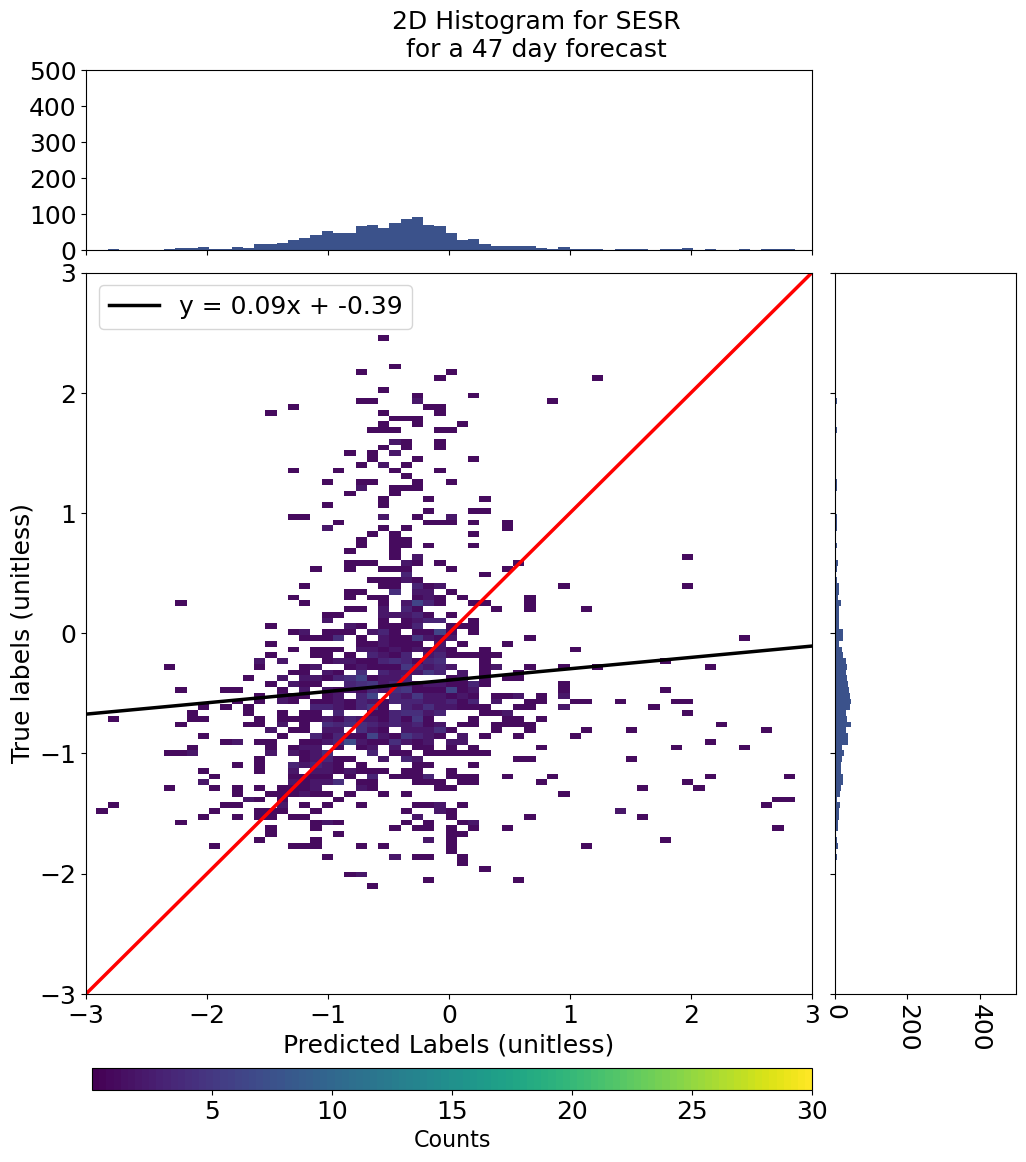 2D Histogram for SESR
for a 47 day forecast
500
400
300
200
100
0
3
2
1
0
−1
−2
−3
True labels (unitless)
y = 0.09x + -0.39
−3 −2 −1 0 1 2 3
Predicted Labels (unitless)
0 200 400
5 10 15 20 25 30
Counts